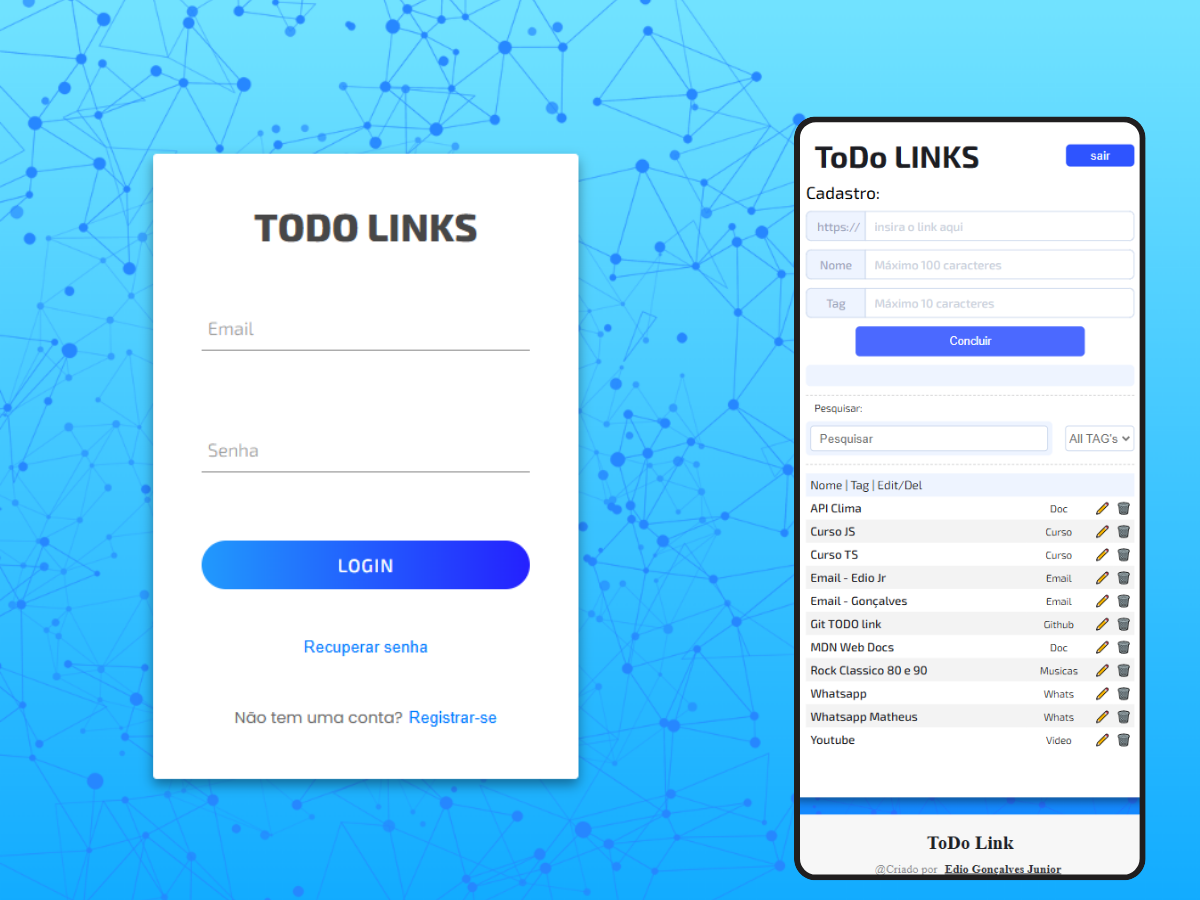 TODO LINKS
Email
Senha
LOGIN
Recuperar senha
Não tem uma conta? Registrar-se
ToDo LINKS
sair
Cadastro:
https:// insira o link aqui
Nome Máximo 100 caracteres
Tag Máximo 10 caracteres
Concluir
Pesquisar:
Pesquisar All TAG's
Nome | Tag | Edit/Del
API Clima Doc
Curso JS Curso
Curso TS Curso
Email - Edio Jr Email
Email - Gonçalves Email
Git TODO link Github
MDN Web Docs Doc
Rock Classico 80 e 90 Musicas
Whatsapp Whats
Whatsapp Matheus Whats
Youtube Video
ToDo Link
@Criado por Edio Gonçalves Junior